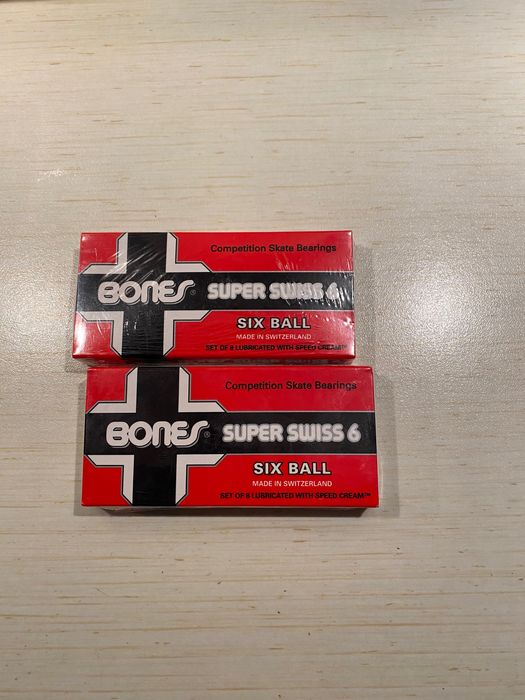 Competition Skate Bearings
BONES® SUPER SWISS 6
SIX BALL
MADE IN SWITZERLAND
SET OF 8 LUBRICATED WITH SPEED CREAM™
Competition Skate Bearings
BONES® SUPER SWISS 6
SIX BALL
MADE IN SWITZERLAND
SET OF 8 LUBRICATED WITH SPEED CREAM™